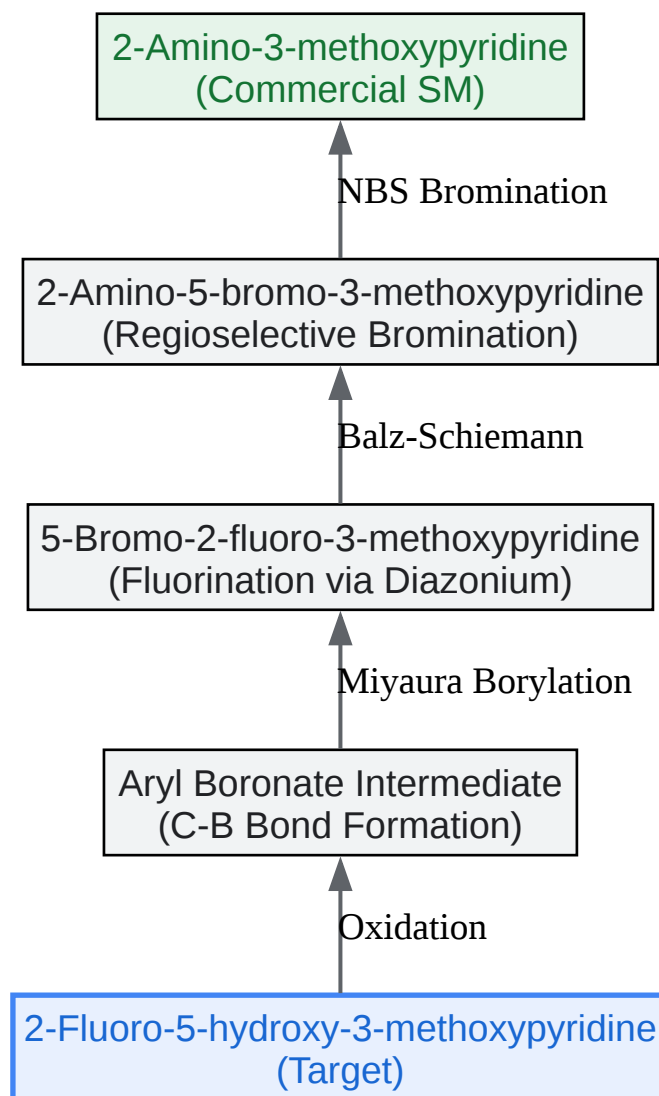 2-Amino-3-methoxypyridine
(Commercial SM)
NBS Bromination
2-Amino-5-bromo-3-methoxypyridine
(Regioselective Bromination)
Balz-Schiemann
5-Bromo-2-fluoro-3-methoxypyridine
(Fluorination via Diazonium)
Miyaura Borylation
Aryl Boronate Intermediate
(C-B Bond Formation)
Oxidation
2-Fluoro-5-hydroxy-3-methoxypyridine
(Target)